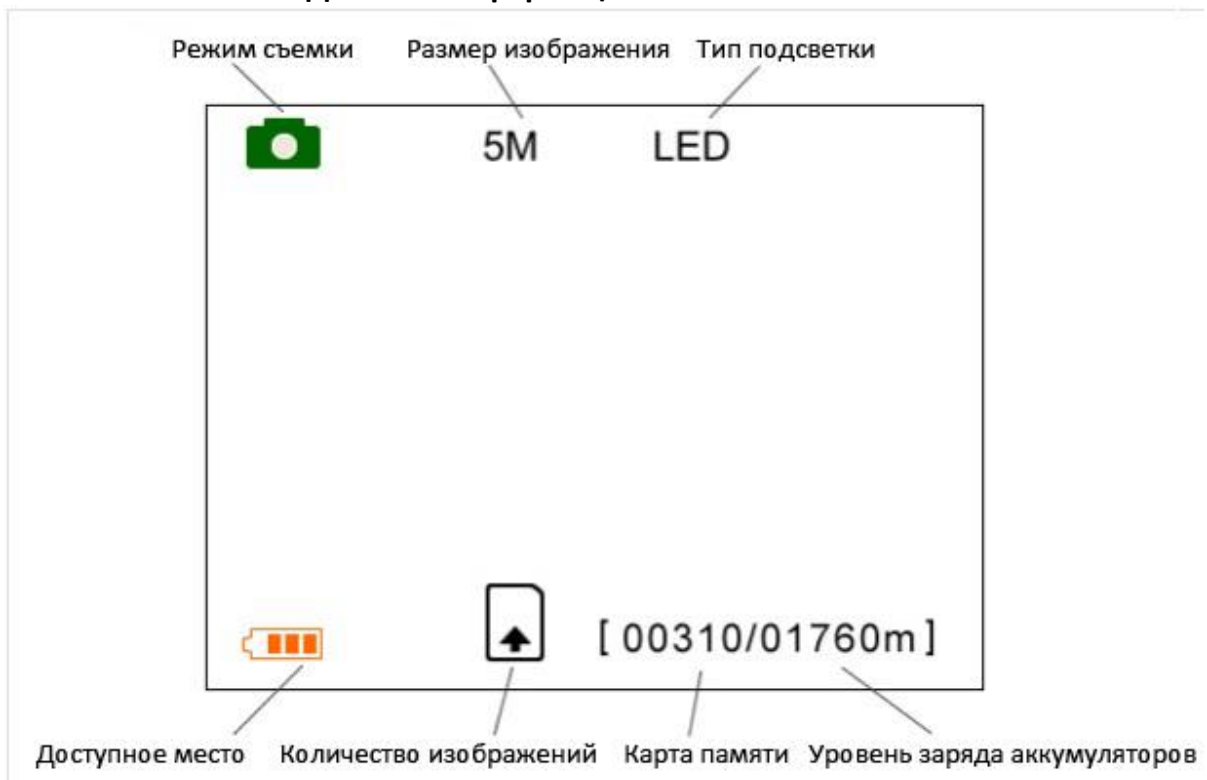 Режим съемки Размер изображения Тип подсветки
5M LED
[ 00310/01760m ]
Доступное место Количество изображений Карта памяти Уровень заряда аккумуляторов